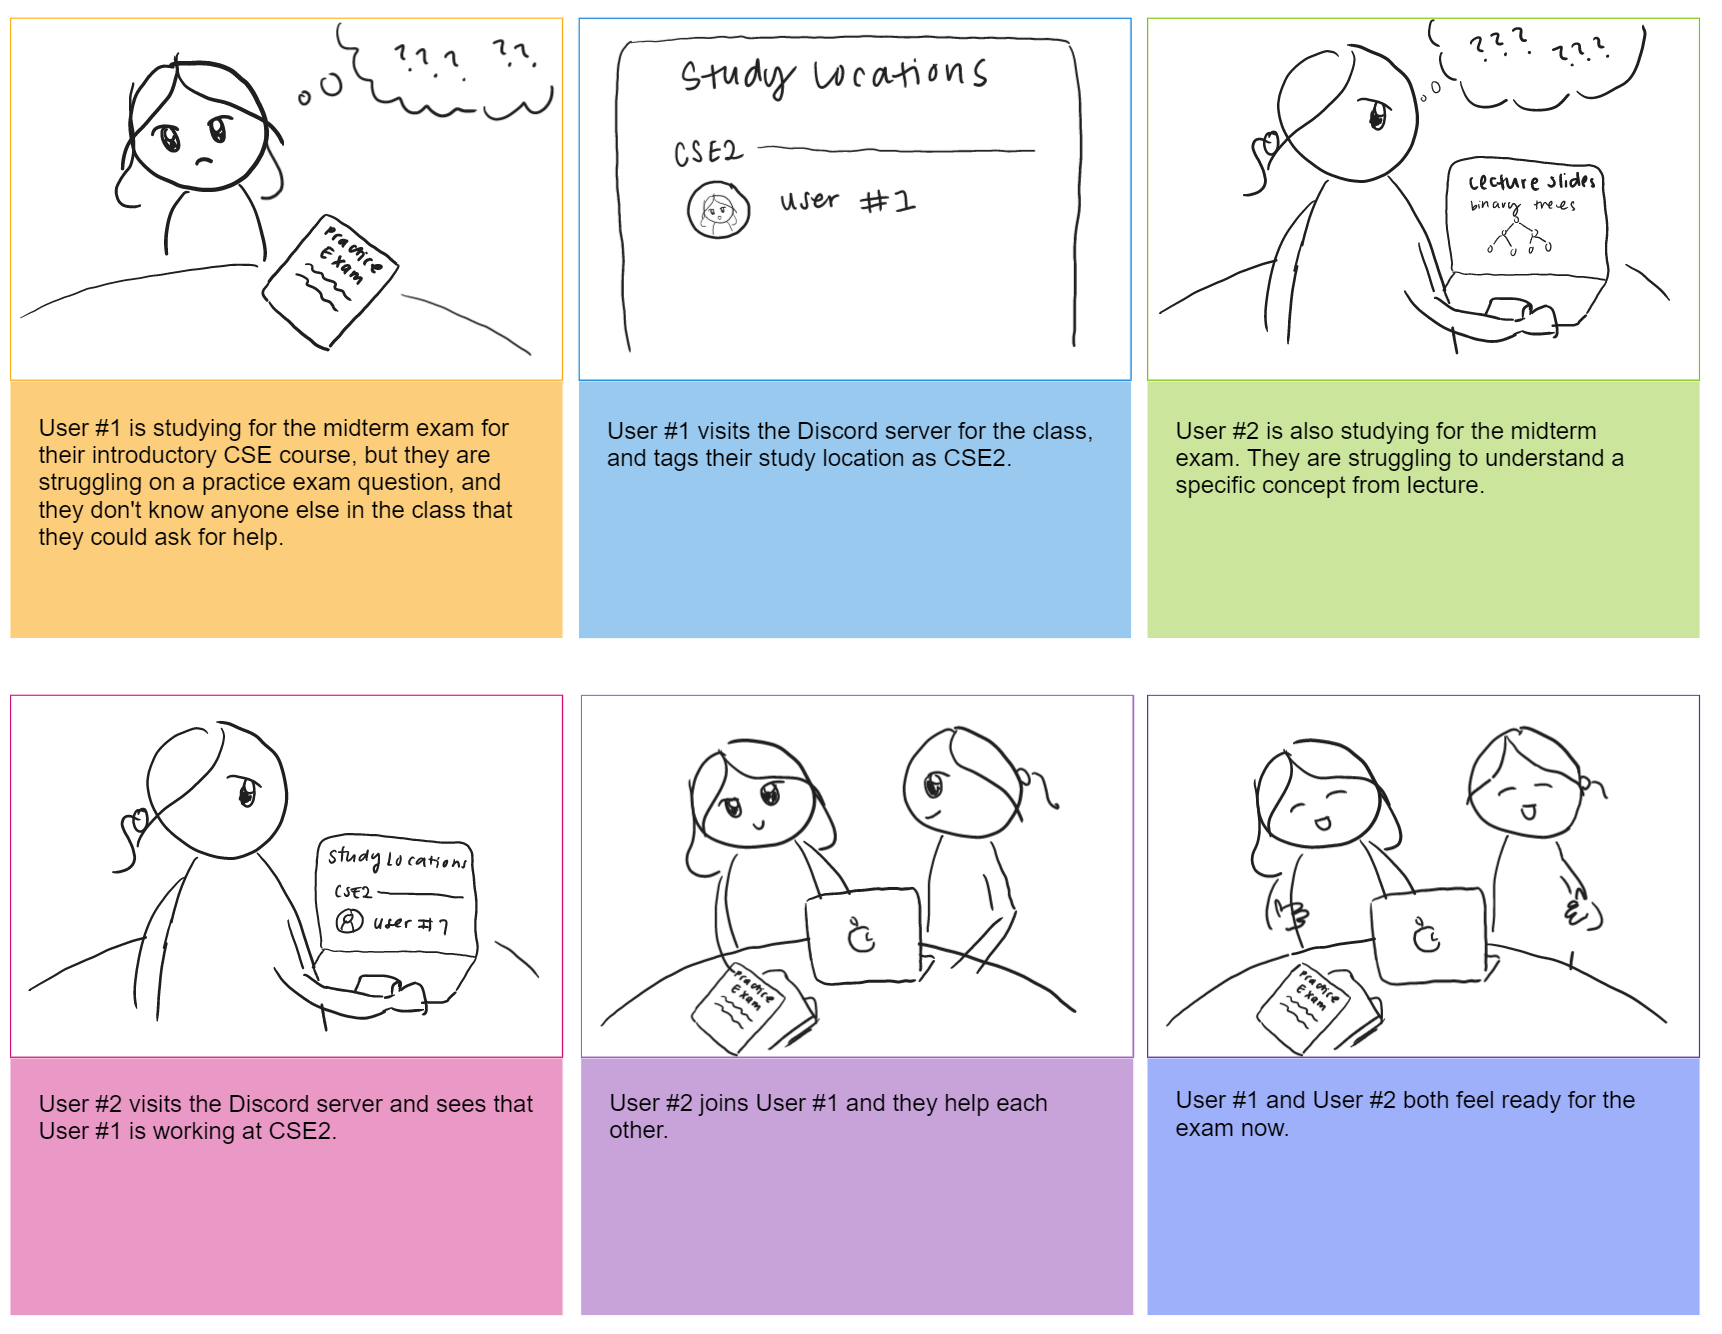 ??? ??
Practice
Exam
User #1 is studying for the midterm exam for
their introductory CSE course, but they are
struggling on a practice exam question, and
they don't know anyone else in the class that
they could ask for help.
Study Locations
CSE2
user #1
User #1 visits the Discord server for the class,
and tags their study location as CSE2.
??? ???
Lecture slides
binary trees
User #2 is also studying for the midterm
exam. They are struggling to understand a
specific concept from lecture.
Study Locations
CSE2
user #1
User #2 visits the Discord server and sees that
User #1 is working at CSE2.
Practice
Exam
User #2 joins User #1 and they help each
other.
Practice
Exam
User #1 and User #2 both feel ready for the
exam now.